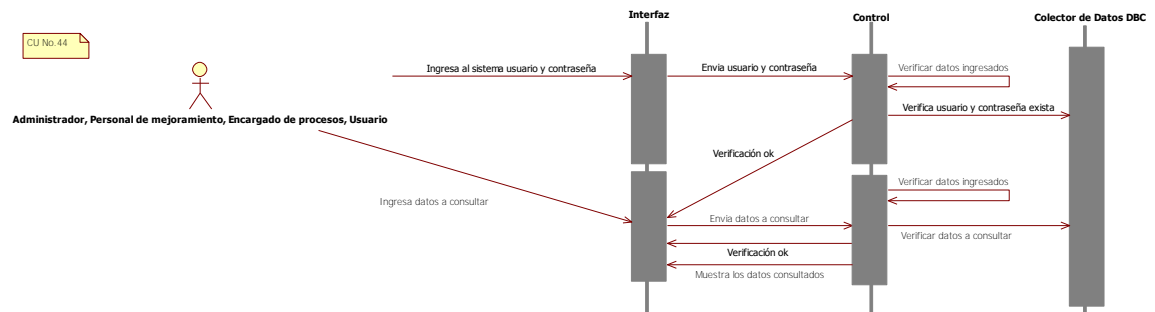 Interfaz
Control
Colector de Datos DBC
CU No.44
Ingresa al sistema usuario y contraseña
Envia usuario y contraseña
Verificar datos ingresados
Verifica usuario y contraseña exista
Administrador, Personal de mejoramiento, Encargado de procesos, Usuario
Verificación ok
Verificar datos ingresados
Ingresa datos a consultar
Envia datos a consultar
Verificar datos a consultar
Verificación ok
Muestra los datos consultados